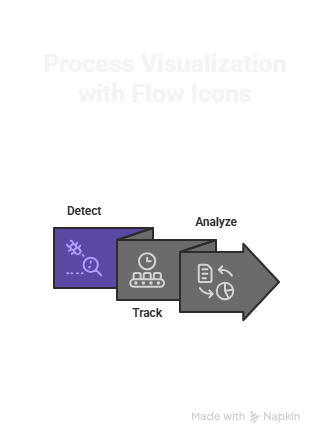 Process Visualization
with Flow Icons
Detect
Analyze
Track
Made with Napkin